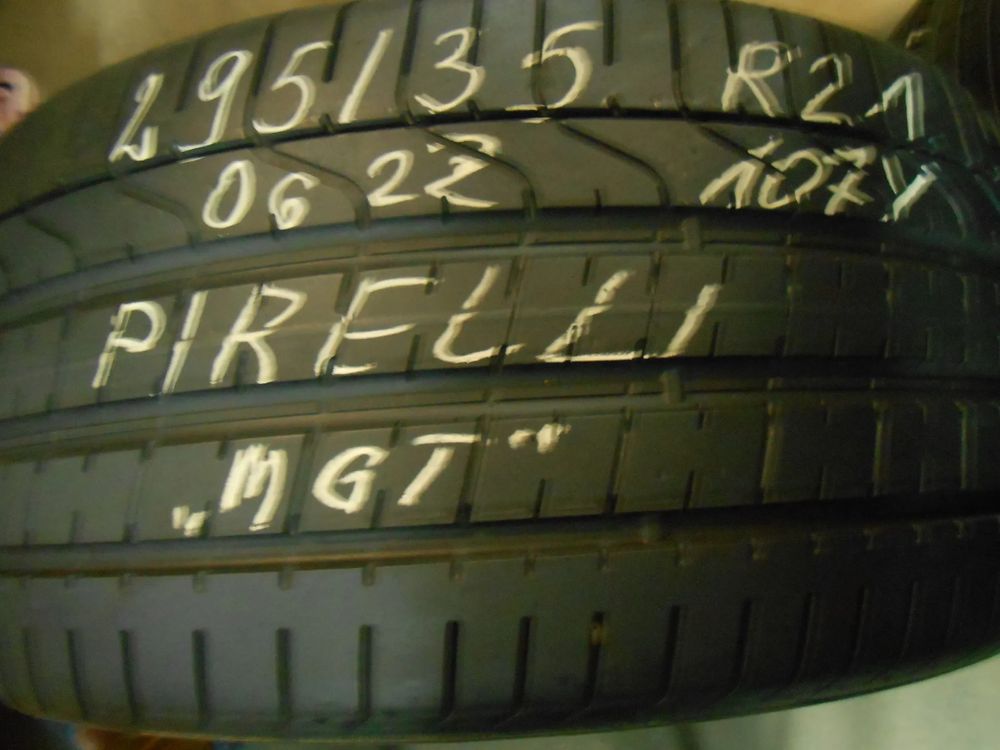 295/35 R21
06 22 107Y
PIRELLI
„MGT“